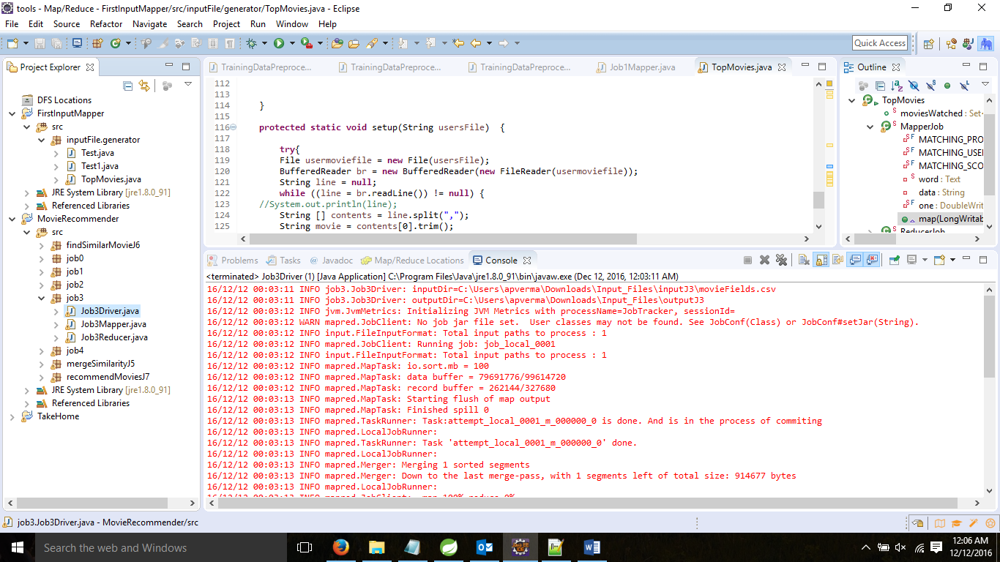 tools - Map/Reduce - FirstInputMapper/src/inputFile/generator/TopMovies.java - Eclipse
File Edit Source Refactor Navigate Search Project Run Window Help
Quick Access
Project Explorer
DFS Locations
FirstInputMapper
src
inputFile.generator
Test.java
Test1.java
TopMovies.java
JRE System Library [jre1.8.0_91]
Referenced Libraries
MovieRecommender
src
findSimilarMovieJ6
job0
job1
job2
job3
Job3Driver.java
Job3Mapper.java
Job3Reducer.java
job4
mergeSimilarityJ5
recommendMoviesJ7
JRE System Library [jre1.8.0_91]
Referenced Libraries
TakeHome
TrainingDataPreproce... TrainingDataPreproce... TrainingDataPreproce... Job1Mapper.java TopMovies.java
112
113
114 }
115
116 protected static void Setup(String usersFile) {
117
118 try{
119 File usermoviefile = new File(usersFile);
120 BufferedReader br = new BufferedReader(new FileReader(usermoviefile));
121 String line = null;
122 while ((line = br.readLine()) != null) {
123 //System.out.println(line);
124 String [] contents = line.split(",");
125 String movie = contents[0].trim();
Outline
TopMovies
moviesWatched : Set
MapperJob
MATCHING_PRO
MATCHING_USE
MATCHING_SCO
word : Text
data : String
one : DoubleWrit
map(LongWritab
ReducerJob
Problems Tasks @ Javadoc Map/Reduce Locations Console
<terminated> Job3Driver (1) [Java Application] C:\Program Files\Java\jre1.8.0_91\bin\javaw.exe (Dec 12, 2016, 12:03:11 AM)
16/12/12 00:03:11 INFO job3.Job3Driver: inputDir=C:\Users\apverma\Downloads\Input_Files\inputJ3\movieFields.csv
16/12/12 00:03:11 INFO job3.Job3Driver: outputDir=C:\Users\apverma\Downloads\Input_Files\outputJ3
16/12/12 00:03:12 INFO jvm.JvmMetrics: Initializing JVM Metrics with processName=JobTracker, sessionId=
16/12/12 00:03:12 WARN mapred.JobClient: No job jar file set.  User classes may not be found. See JobConf(Class) or JobConf#setJar(String).
16/12/12 00:03:12 INFO input.FileInputFormat: Total input paths to process : 1
16/12/12 00:03:12 INFO mapred.JobClient: Running job: job_local_0001
16/12/12 00:03:12 INFO input.FileInputFormat: Total input paths to process : 1
16/12/12 00:03:12 INFO mapred.MapTask: io.sort.mb = 100
16/12/12 00:03:12 INFO mapred.MapTask: data buffer = 79691776/99614720
16/12/12 00:03:12 INFO mapred.MapTask: record buffer = 262144/327680
16/12/12 00:03:13 INFO mapred.MapTask: Starting flush of map output
16/12/12 00:03:13 INFO mapred.MapTask: Finished spill 0
16/12/12 00:03:13 INFO mapred.TaskRunner: Task:attempt_local_0001_m_000000_0 is done. And is in the process of commiting
16/12/12 00:03:13 INFO mapred.LocalJobRunner:
16/12/12 00:03:13 INFO mapred.TaskRunner: Task 'attempt_local_0001_m_000000_0' done.
16/12/12 00:03:13 INFO mapred.LocalJobRunner:
16/12/12 00:03:13 INFO mapred.Merger: Merging 1 sorted segments
16/12/12 00:03:13 INFO mapred.Merger: Down to the last merge-pass, with 1 segments left of total size: 914677 bytes
16/12/12 00:03:13 INFO mapred.LocalJobRunner:
16/12/12 00:03:13 INFO mapred.JobClient:  map 100% reduce 0%
job3.Job3Driver.java - MovieRecommender/src
Search the web and Windows
12:06 AM
12/12/2016